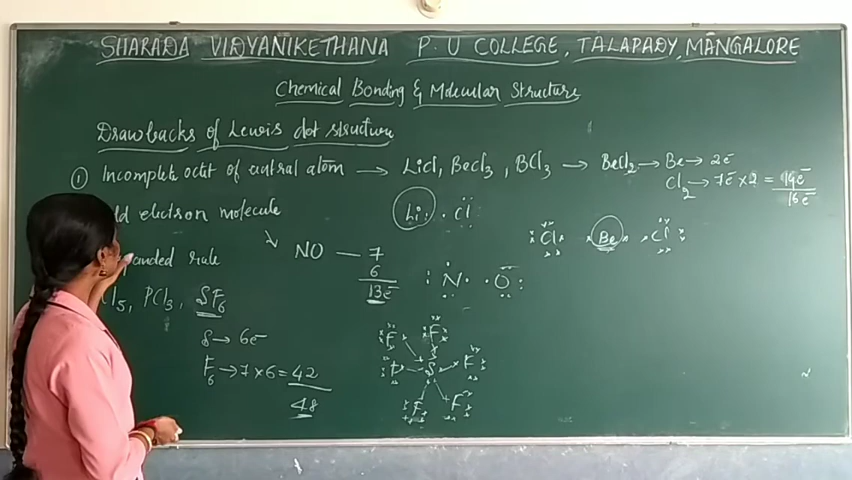 SHARADA VIDYANIKETHANA P. U COLLEGE, TALAPADY, MANGALORE
Chemical Bonding & Molecular Structure
Drawbacks of Lewis dot structure
① Incomplete octet of central atom → LiCl, BeCl3, BCl3 → BeCl2 → Be → 2e-
Cl2 → 7e- × 2 = 14e-
16e-
electron molecule
Li : . Cl
Cl Be Cl
NO — 7
6
13e-
N O
rule
PCl3, SF6
S → 6e-
F6 → 7 × 6 = 42
48
F F
F S F
F F